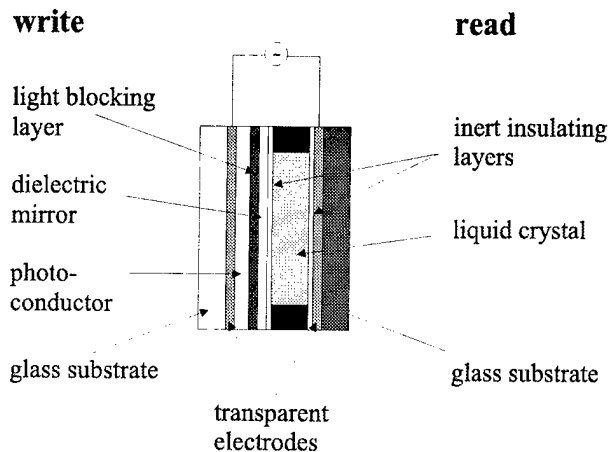 write
read
light blocking
layer
dielectric
mirror
photo-
conductor
glass substrate
inert insulating
layers
liquid crystal
glass substrate
transparent
electrodes